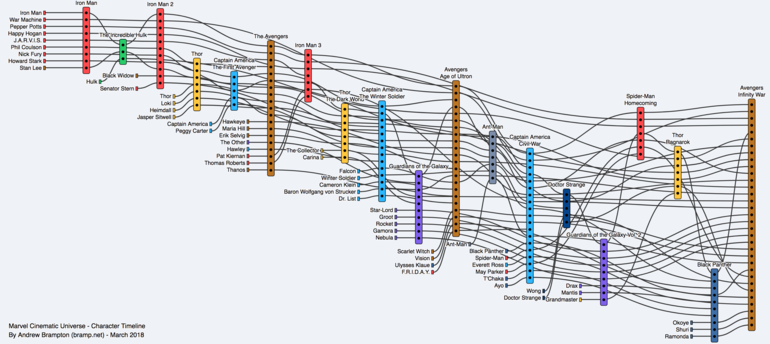 Iron Man
Iron Man 2
Iron Man
War Machine
Pepper Potts
Happy Hogan
J.A.R.V.I.S.
Phil Coulson
Nick Fury
Howard Stark
Stan Lee
The Incredible Hulk
Hulk
Black Widow
Senator Stern
Thor
Thor
Loki
Heimdall
Jasper Sitwell
Captain America
The First Avenger
Captain America
Peggy Carter
The Avengers
Hawkeye
Maria Hill
Erik Selvig
The Other
Hawley
Pat Kiernan
Thomas Roberts
Thanos
Iron Man 3
Thor
The Dark World
The Collector
Carina
Captain America
The Winter Soldier
Falcon
Winter Soldier
Cameron Klein
Baron Wolfgang von Strucker
Dr. List
Guardians of the Galaxy
Star-Lord
Groot
Rocket
Gamora
Nebula
Avengers
Age of Ultron
Scarlet Witch
Vision
Ulysses Klaue
F.R.I.D.A.Y.
Ant-Man
Ant-Man
Captain America
Civil War
Black Panther
Spider-Man
Everett Ross
May Parker
T'Chaka
Ayo
Doctor Strange
Wong
Doctor Strange
Guardians of the Galaxy Vol. 2
Drax
Mantis
Grandmaster
Spider-Man
Homecoming
Thor
Ragnarok
Black Panther
Okoye
Shuri
Ramonda
Avengers
Infinity War
Marvel Cinematic Universe - Character Timeline
By Andrew Brampton (bramp.net) - March 2018